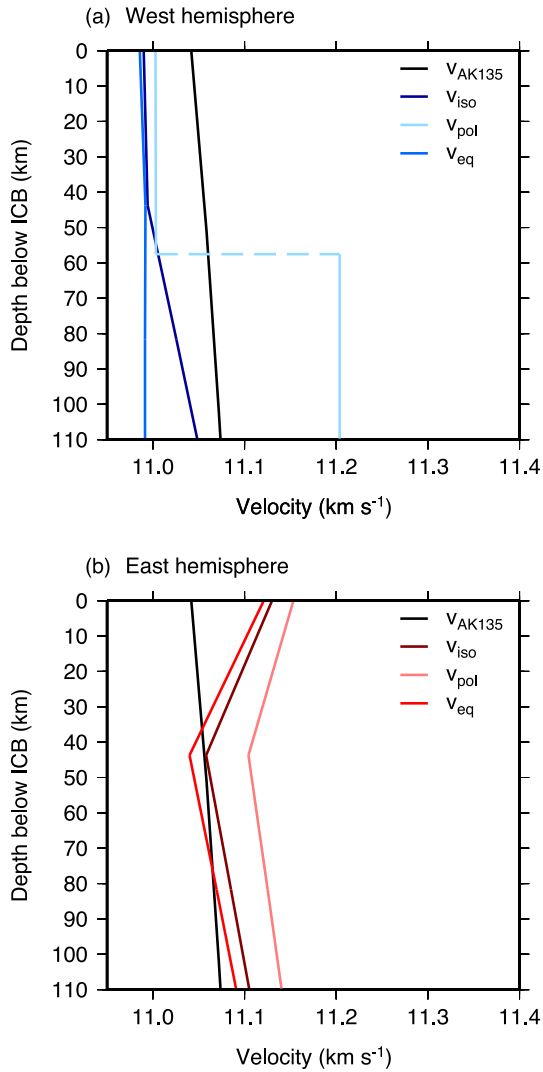 (a) West hemisphere
0
10
20
30
40
50
60
70
80
90
100
110
Depth below ICB (km)
v_AK135
v_iso
v_pol
v_eq
11.0 11.1 11.2 11.3 11.4
Velocity (km s⁻¹)
(b) East hemisphere
0
10
20
30
40
50
60
70
80
90
100
110
Depth below ICB (km)
v_AK135
v_iso
v_pol
v_eq
11.0 11.1 11.2 11.3 11.4
Velocity (km s⁻¹)